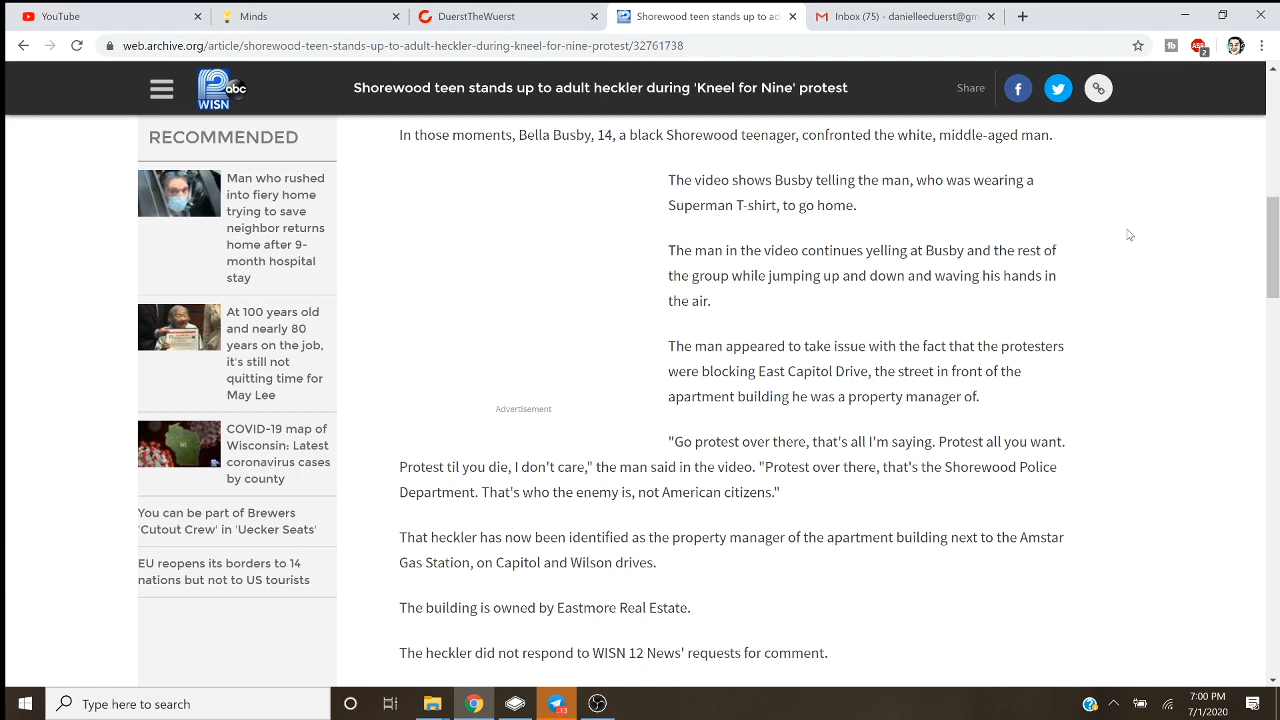 YouTube
Minds
DuerstTheWuerst
Shorewood teen stands up to ad
Inbox (75) - danielleeduerst@gm
web.archive.org/article/shorewood-teen-stands-up-to-adult-heckler-during-kneel-for-nine-protest/32761738
ABP
2
12
WISN
abc
Shorewood teen stands up to adult heckler during 'Kneel for Nine' protest
Share
RECOMMENDED
Man who rushed
into fiery home
trying to save
neighbor returns
home after 9-
month hospital
stay
At 100 years old
and nearly 80
years on the job,
it's still not
quitting time for
May Lee
COVID-19 map of
Wisconsin: Latest
coronavirus cases
by county
You can be part of Brewers
'Cutout Crew' in 'Uecker Seats'
EU reopens its borders to 14
nations but not to US tourists
In those moments, Bella Busby, 14, a black Shorewood teenager, confronted the white, middle-aged man.
The video shows Busby telling the man, who was wearing a
Superman T-shirt, to go home.
The man in the video continues yelling at Busby and the rest of
the group while jumping up and down and waving his hands in
the air.
The man appeared to take issue with the fact that the protesters
were blocking East Capitol Drive, the street in front of the
apartment building he was a property manager of.
Advertisement
"Go protest over there, that's all I'm saying. Protest all you want.
Protest til you die, I don't care," the man said in the video. "Protest over there, that's the Shorewood Police
Department. That's who the enemy is, not American citizens."
That heckler has now been identified as the property manager of the apartment building next to the Amstar
Gas Station, on Capitol and Wilson drives.
The building is owned by Eastmore Real Estate.
The heckler did not respond to WISN 12 News' requests for comment.
Type here to search
13
7:00 PM
7/1/2020